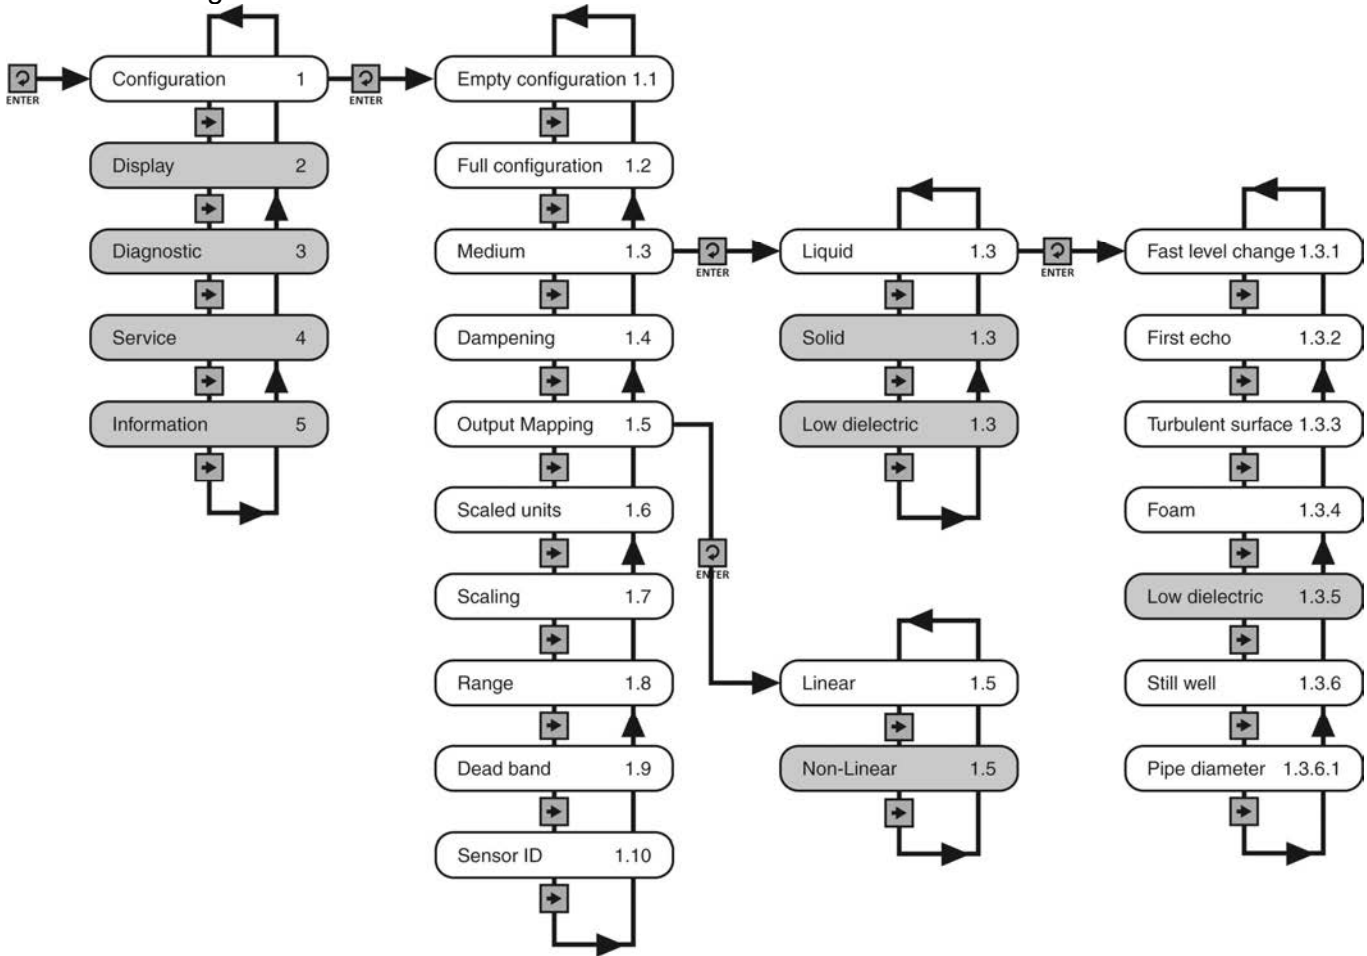 ENTER
Configuration 1
Display 2
Diagnostic 3
Service 4
Information 5
ENTER
Empty configuration 1.1
Full configuration 1.2
Medium 1.3
Dampening 1.4
Output Mapping 1.5
Scaled units 1.6
Scaling 1.7
Range 1.8
Dead band 1.9
Sensor ID 1.10
ENTER
Liquid 1.3
Solid 1.3
Low dielectric 1.3
ENTER
Linear 1.5
Non-Linear 1.5
ENTER
Fast level change 1.3.1
First echo 1.3.2
Turbulent surface 1.3.3
Foam 1.3.4
Low dielectric 1.3.5
Still well 1.3.6
Pipe diameter 1.3.6.1